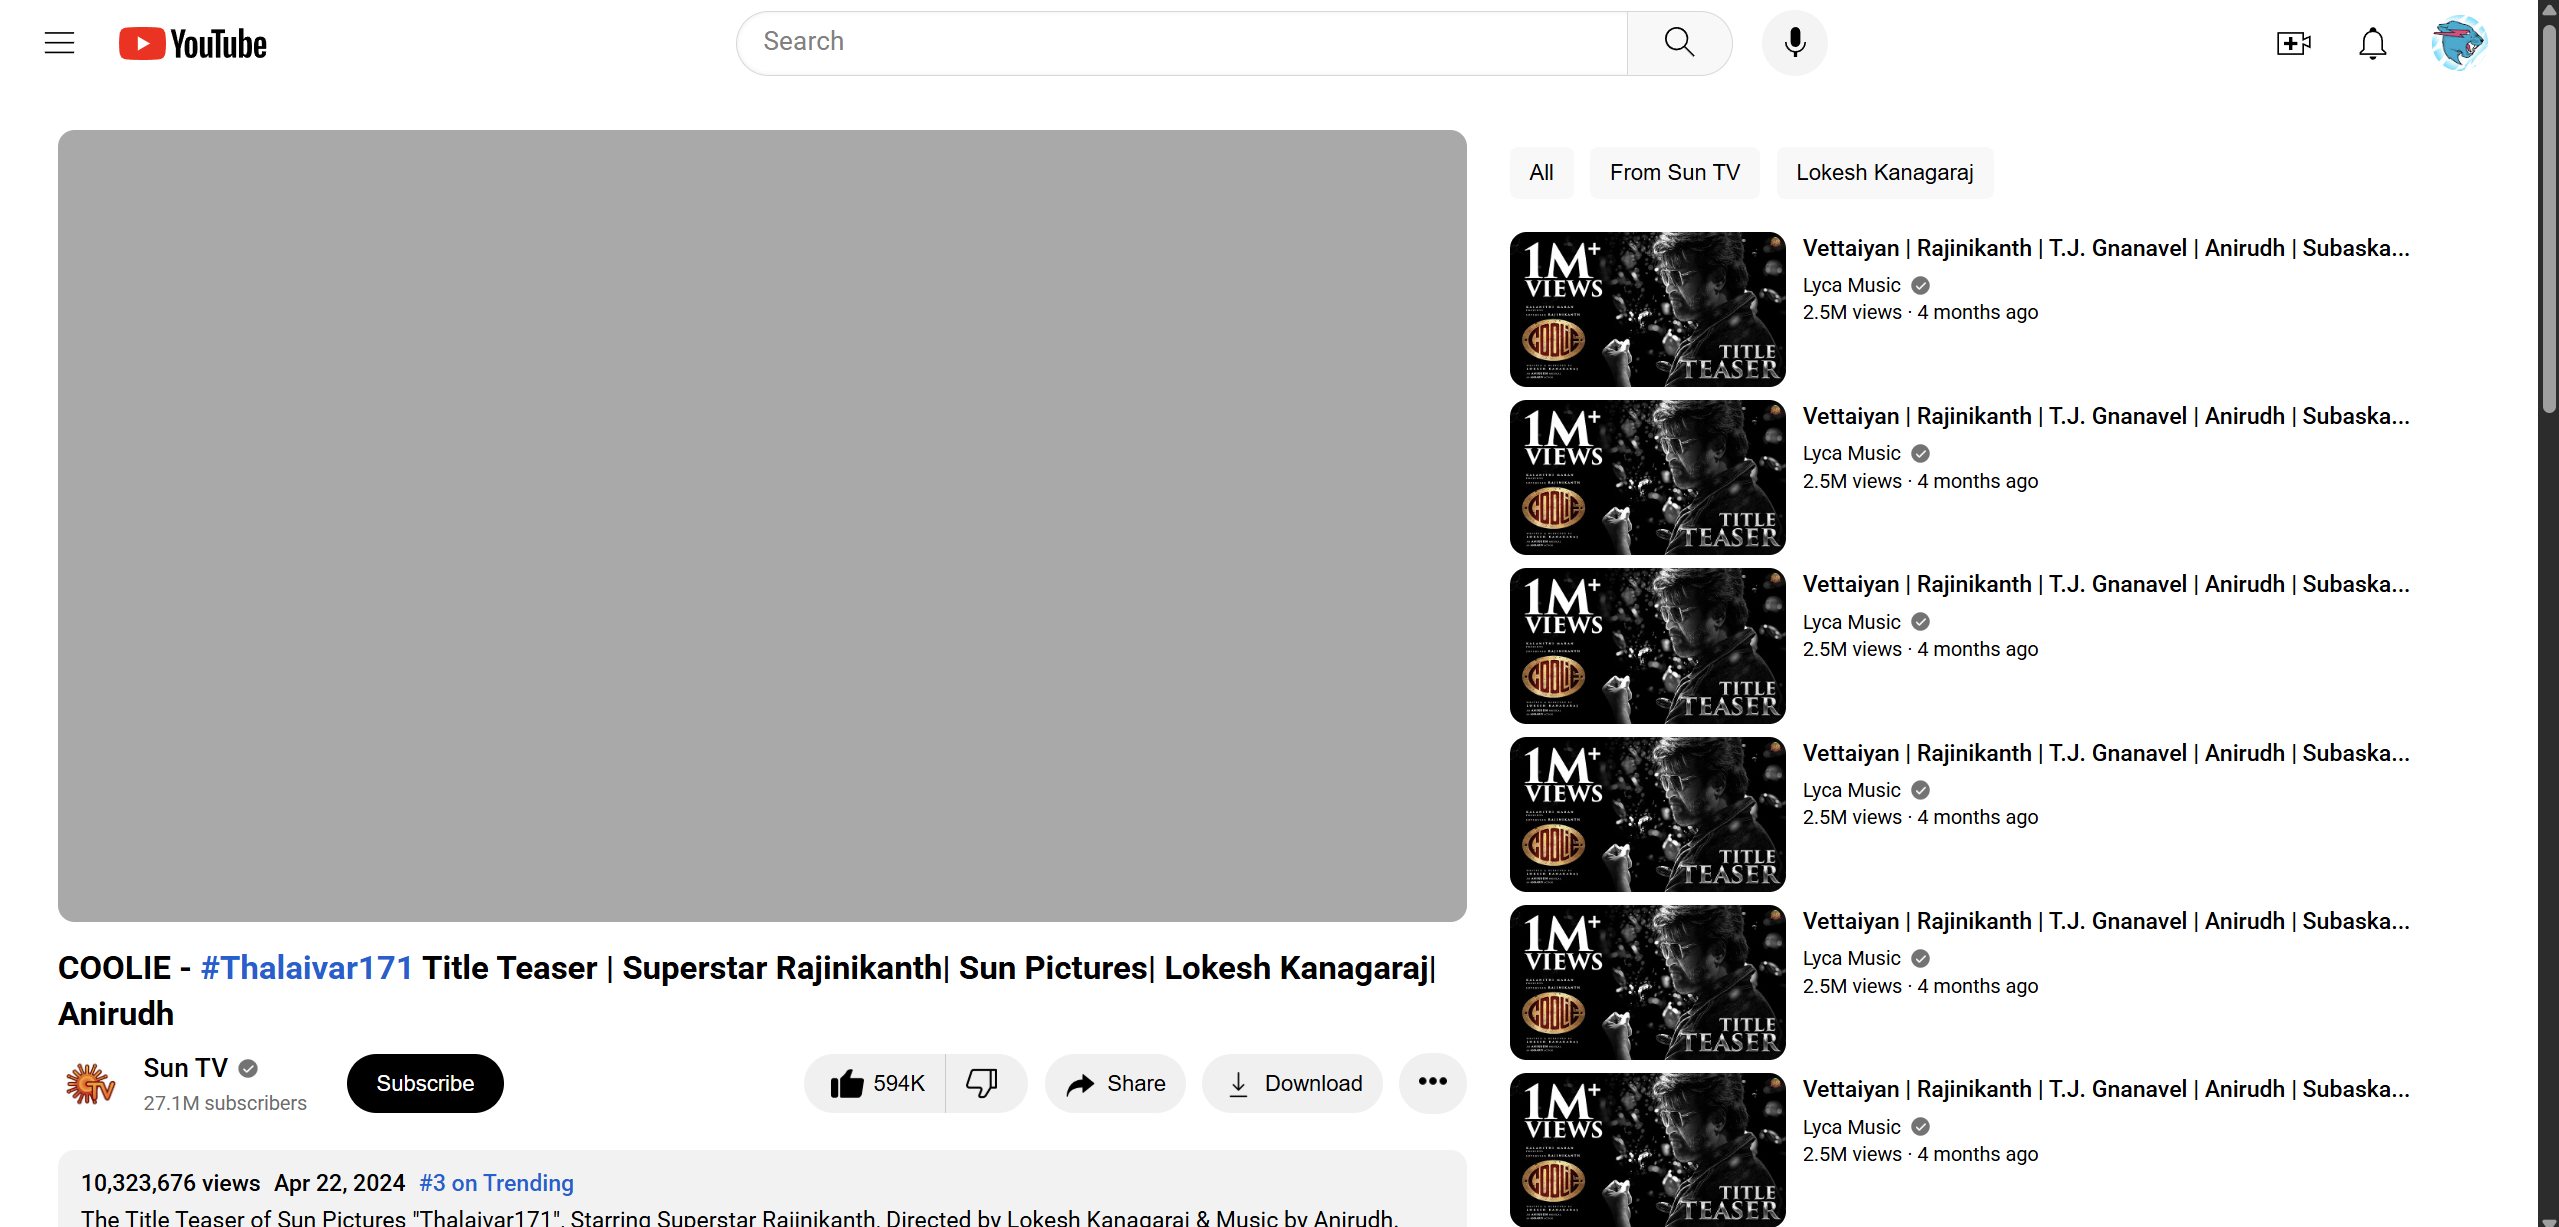 YouTube
Search
All
From Sun TV
Lokesh Kanagaraj
1M+
VIEWS
COOLIE
TITLE
TEASER
Vettaiyan | Rajinikanth | T.J. Gnanavel | Anirudh | Subaska...
Lyca Music
2.5M views · 4 months ago
1M+
VIEWS
COOLIE
TITLE
TEASER
Vettaiyan | Rajinikanth | T.J. Gnanavel | Anirudh | Subaska...
Lyca Music
2.5M views · 4 months ago
1M+
VIEWS
COOLIE
TITLE
TEASER
Vettaiyan | Rajinikanth | T.J. Gnanavel | Anirudh | Subaska...
Lyca Music
2.5M views · 4 months ago
1M+
VIEWS
COOLIE
TITLE
TEASER
Vettaiyan | Rajinikanth | T.J. Gnanavel | Anirudh | Subaska...
Lyca Music
2.5M views · 4 months ago
1M+
VIEWS
COOLIE
TITLE
TEASER
Vettaiyan | Rajinikanth | T.J. Gnanavel | Anirudh | Subaska...
Lyca Music
2.5M views · 4 months ago
1M+
VIEWS
COOLIE
TITLE
TEASER
Vettaiyan | Rajinikanth | T.J. Gnanavel | Anirudh | Subaska...
Lyca Music
2.5M views · 4 months ago
COOLIE - #Thalaivar171 Title Teaser | Superstar Rajinikanth| Sun Pictures| Lokesh Kanagaraj|
Anirudh
Sun TV
27.1M subscribers
Subscribe
594K
Share
Download
10,323,676 views Apr 22, 2024 #3 on Trending
The Title Teaser of Sun Pictures "Thalaivar171". Starring Superstar Rajinikanth. Directed by Lokesh Kanagaraj & Music by Anirudh.